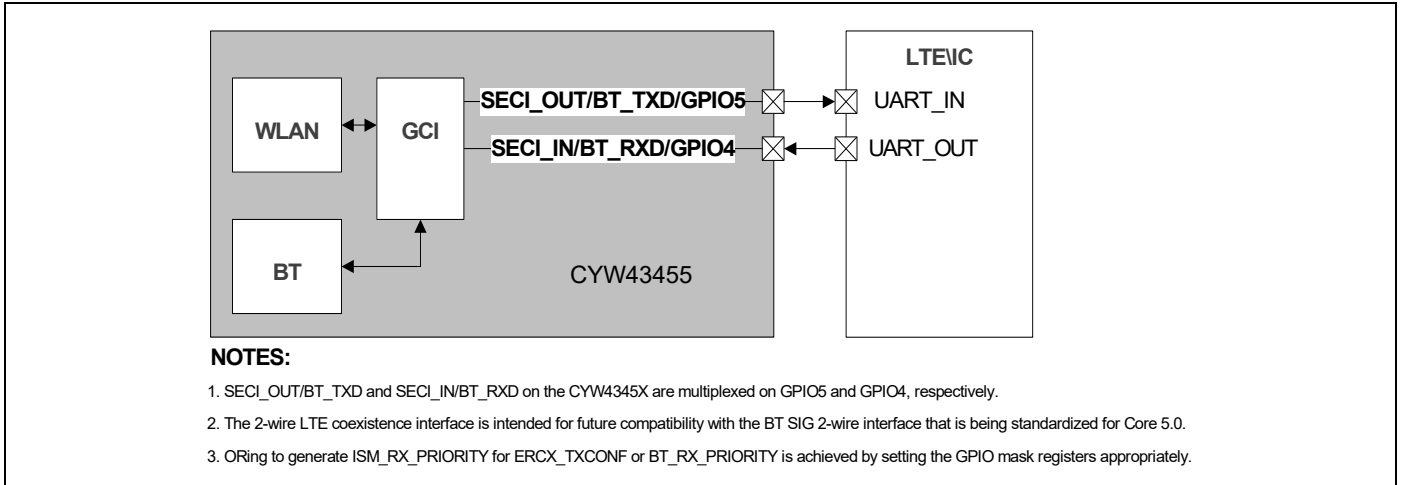 LTE\IC
SECI_OUT/BT_TXD/GPIO5
UART_IN
WLAN
GCI
SECI_IN/BT_RXD/GPIO4
UART_OUT
BT
CYW43455
NOTES:
1. SECI_OUT/BT_TXD and SECI_IN/BT_RXD on the CYW4345X are multiplexed on GPIO5 and GPIO4, respectively.
2. The 2-wire LTE coexistence interface is intended for future compatibility with the BT SIG 2-wire interface that is being standardized for Core 5.0.
3. ORing to generate ISM_RX_PRIORITY for ERCX_TXCONF or BT_RX_PRIORITY is achieved by setting the GPIO mask registers appropriately.